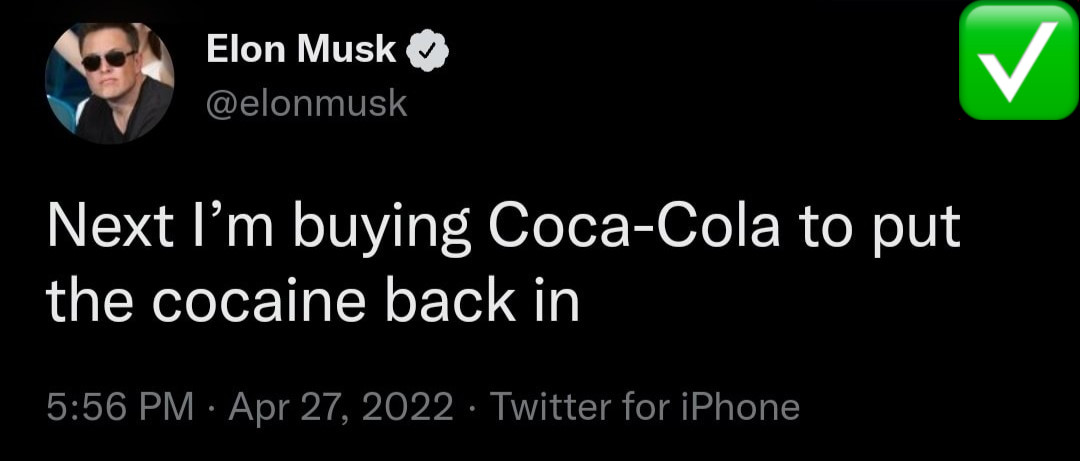 Elon Musk
@elonmusk
Next I’m buying Coca-Cola to put
the cocaine back in
5:56 PM · Apr 27, 2022 · Twitter for iPhone